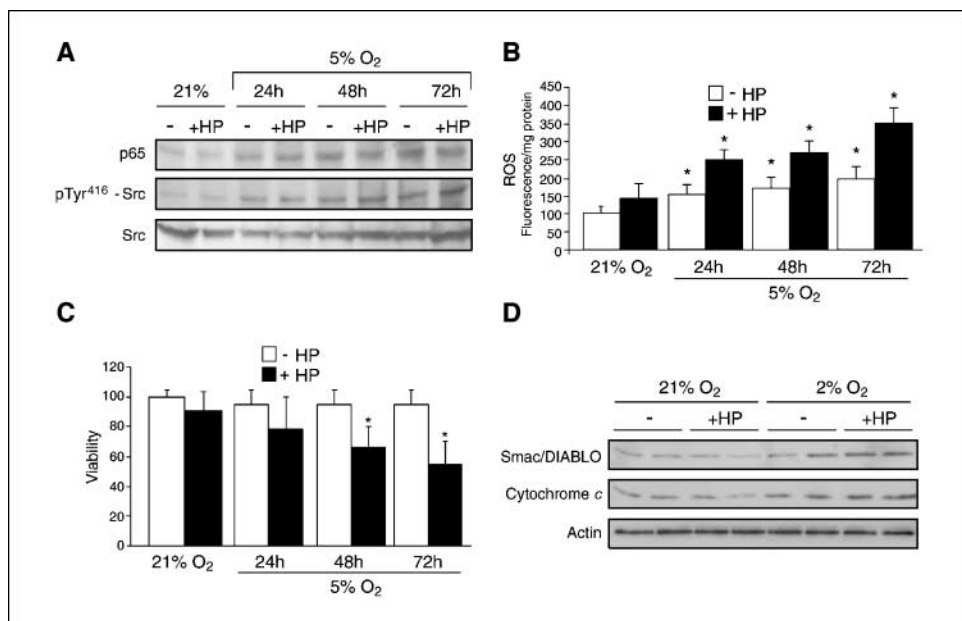 A
5% O2
21% 24h 48h 72h
- +HP - +HP - +HP - +HP
p65
pTyr416 - Src
Src
B
- HP
+ HP
ROS
Fluorescence/mg protein
450
400
350
300
250
200
150
100
50
0
* * * * * *
21% O2 24h 48h 72h
5% O2
C
- HP
+ HP
Viability
120
100
80
60
40
20
0
* *
21% O2 24h 48h 72h
5% O2
D
21% O2 2% O2
- +HP - +HP
Smac/DIABLO
Cytochrome c
Actin